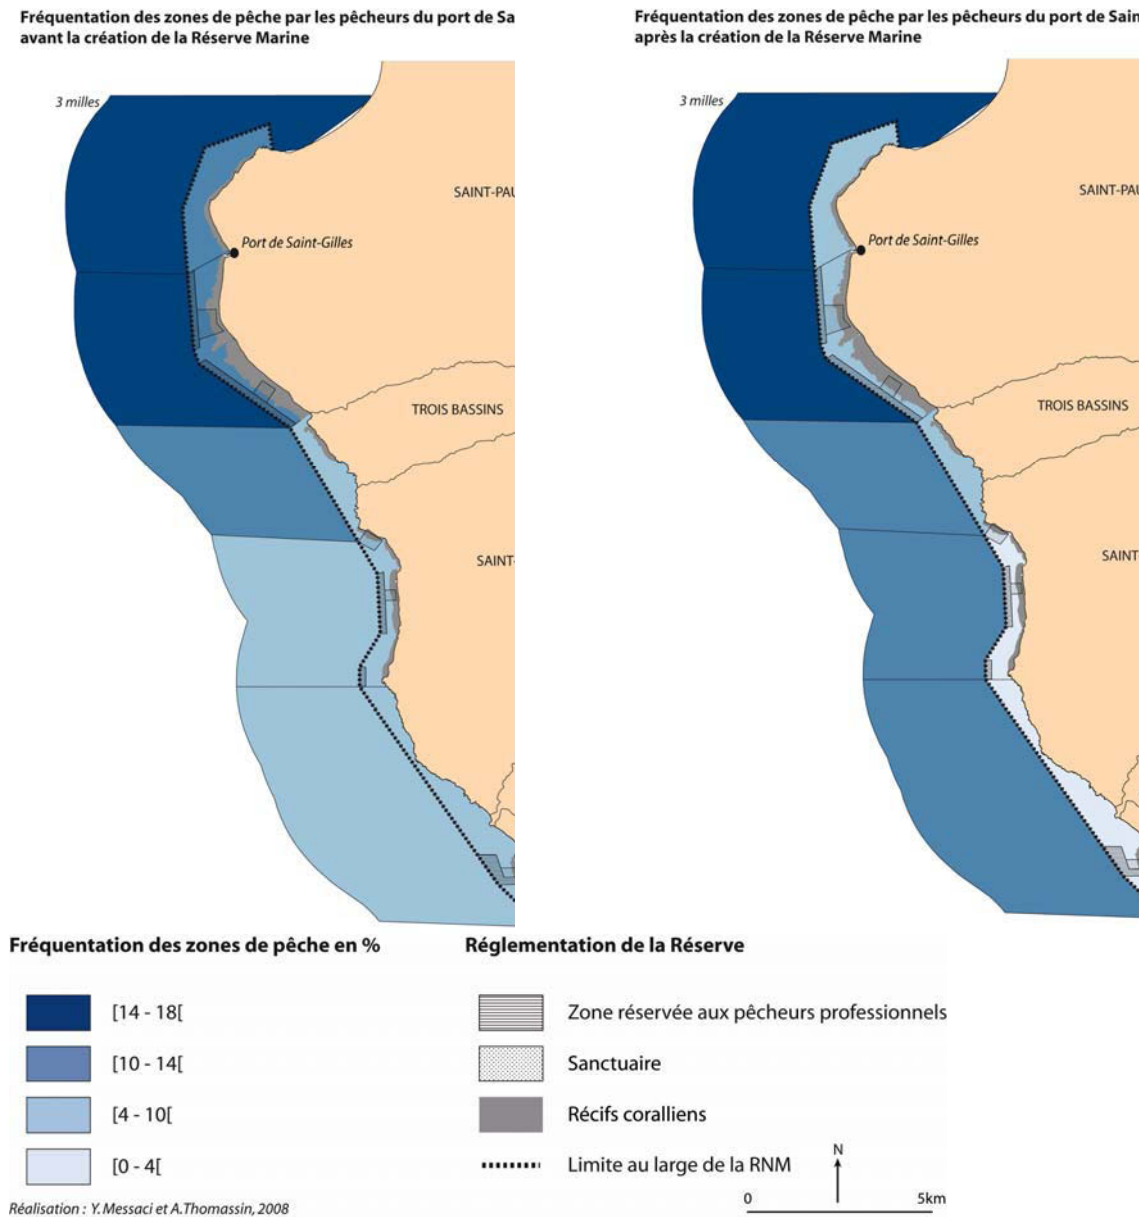 Fréquentation des zones de pêche par les pêcheurs du port de Sa
avant la création de la Réserve Marine
3 milles
SAINT-PAU
Port de Saint-Gilles
TROIS BASSINS
SAINT-
Fréquentation des zones de pêche par les pêcheurs du port de Sain
après la création de la Réserve Marine
3 milles
SAINT-PAU
Port de Saint-Gilles
TROIS BASSINS
SAINT
Fréquentation des zones de pêche en %
[14 - 18[
[10 - 14[
[4 - 10[
[0 - 4[
Réglementation de la Réserve
Zone réservée aux pêcheurs professionnels
Sanctuaire
Récifs coralliens
Limite au large de la RNM
N
0 5km
Réalisation : Y. Messaci et A.Thomassin, 2008